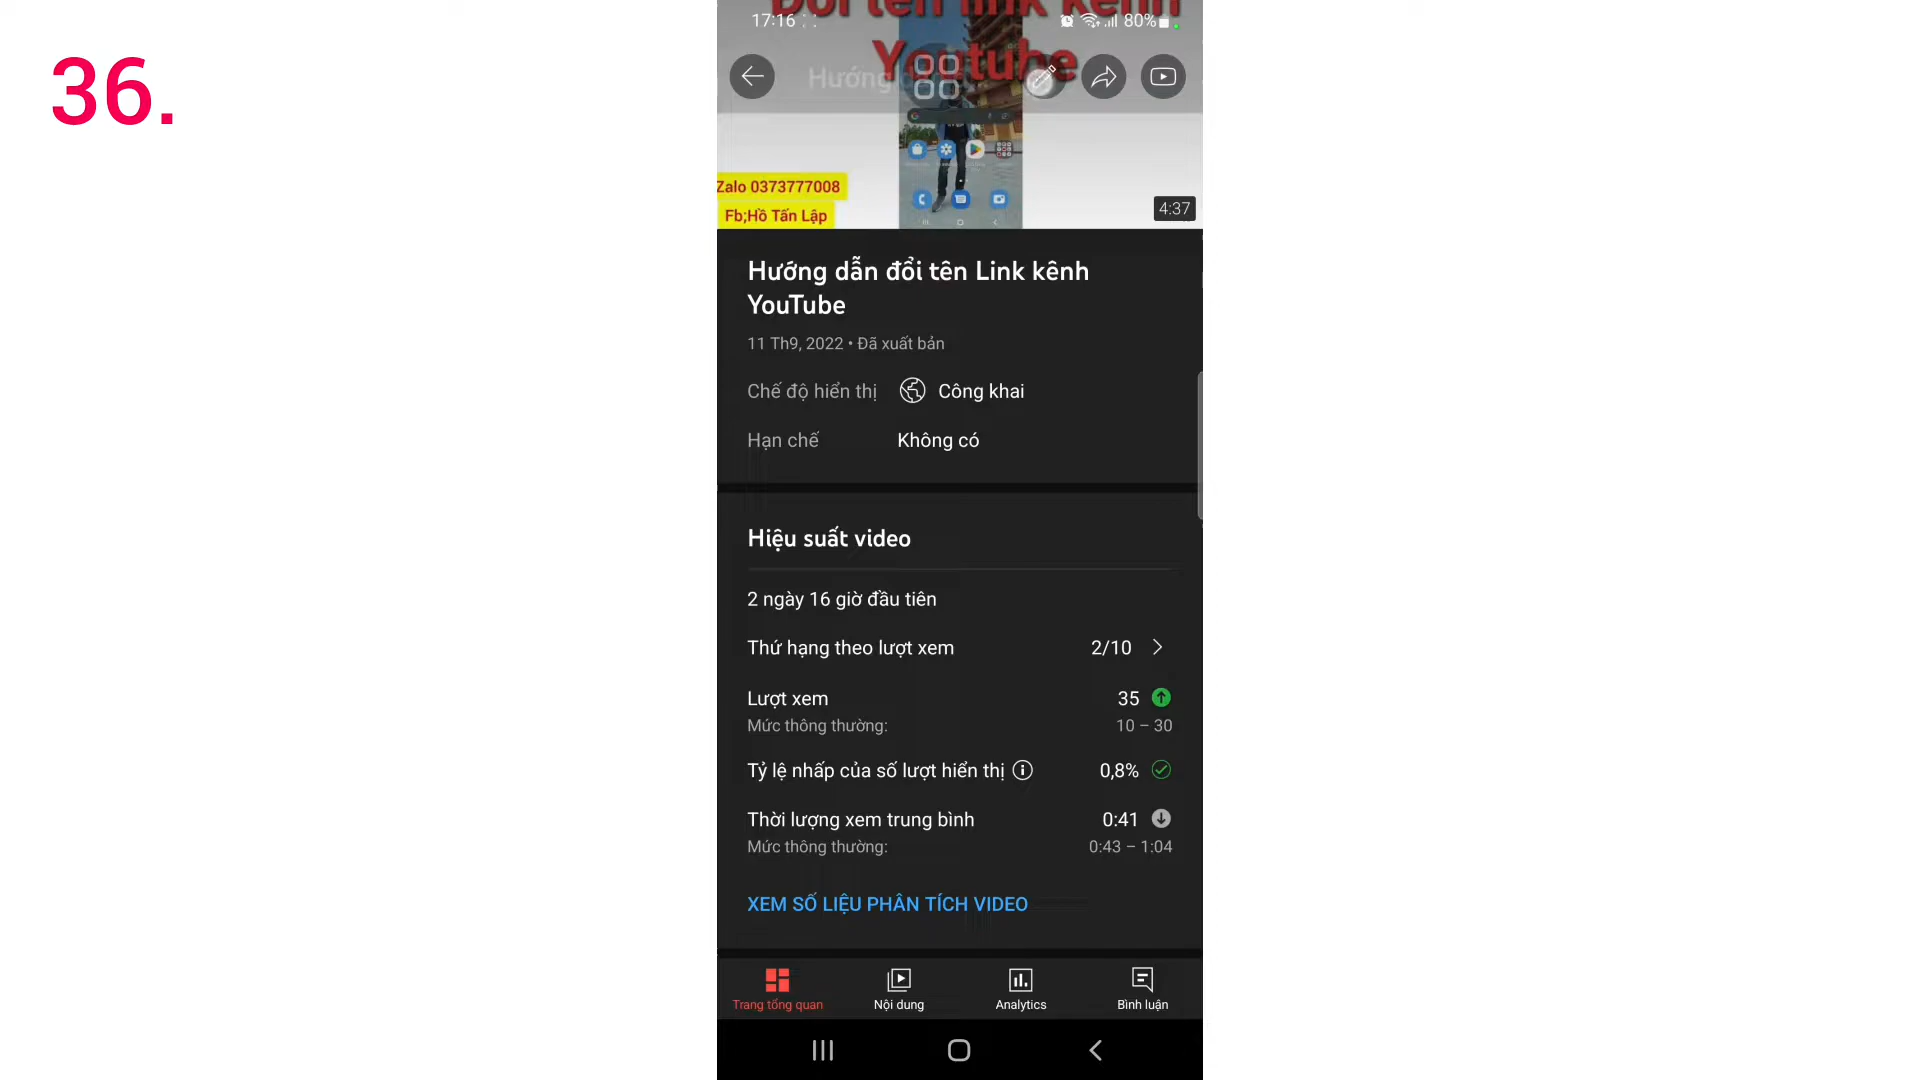 36.
Đổi tên link kênh
Youtube
17:16
80%
Hướng
Zalo 0373777008
Fb;Hồ Tấn Lập
4:37
Hướng dẫn đổi tên Link kênh
YouTube
11 Th9, 2022 • Đã xuất bản
Chế độ hiển thị Công khai
Hạn chế Không có
Hiệu suất video
2 ngày 16 giờ đầu tiên
Thứ hạng theo lượt xem 2/10
Lượt xem 35
Mức thông thường: 10 – 30
Tỷ lệ nhấp của số lượt hiển thị 0,8%
Thời lượng xem trung bình 0:41
Mức thông thường: 0:43 – 1:04
XEM SỐ LIỆU PHÂN TÍCH VIDEO
Trang tổng quan Nội dung Analytics Bình luận